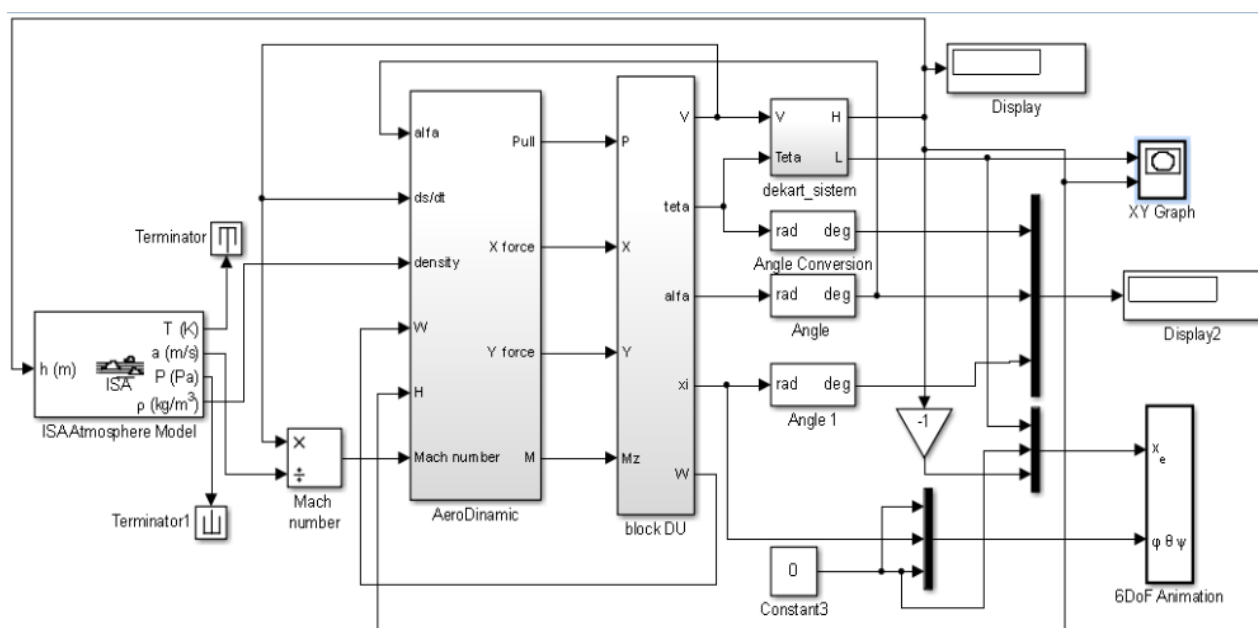 Display
alfa
ds/dt
density
W
H
Mach number
Pull
X force
Y force
M
AeroDinamic
P
X
Y
Mz
V
teta
alfa
xi
W
block DU
V
Teta
H
L
dekart_sistem
rad deg
Angle Conversion
rad deg
Angle
rad deg
Angle 1
XY Graph
Display2
Terminator
h (m)
ISA
T (K)
a (m/s)
P (Pa)
ρ (kg/m³)
ISA Atmosphere Model
×
÷
Mach
number
Terminator1
-1
0
Constant3
Xₑ
φ θ ψ
6DoF Animation